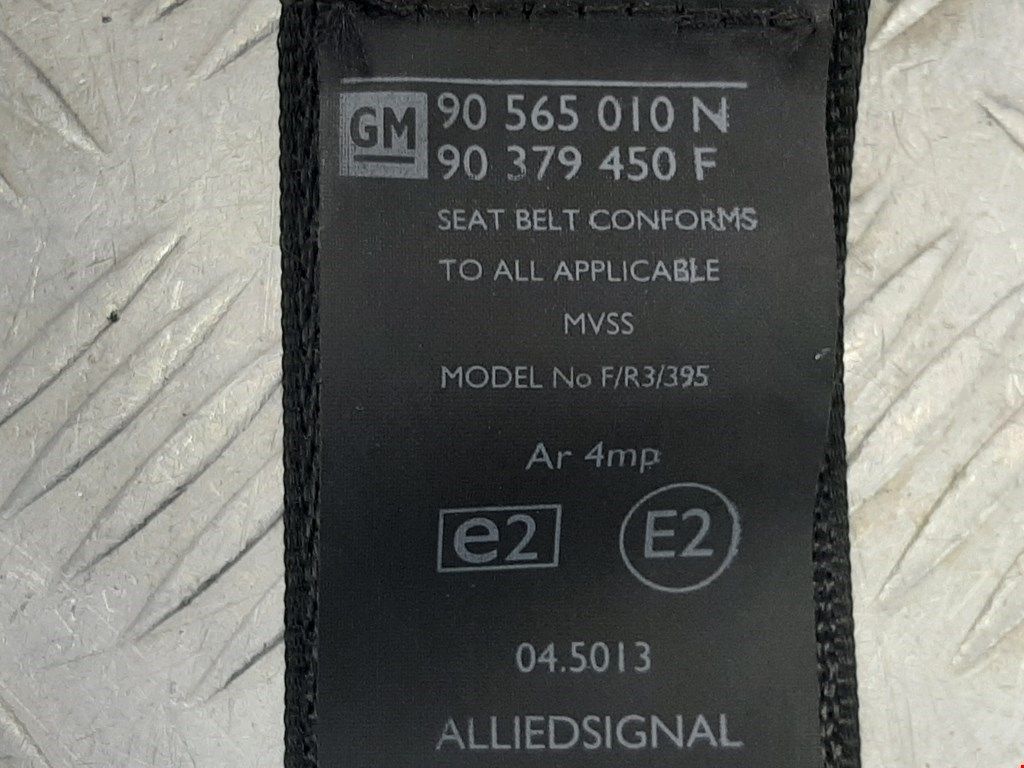 GM 90 565 010 N
90 379 450 F
SEAT BELT CONFORMS
TO ALL APPLICABLE
MVSS
MODEL No F/R3/395
Ar 4mp
e2 E2
04.5013
ALLIEDSIGNAL